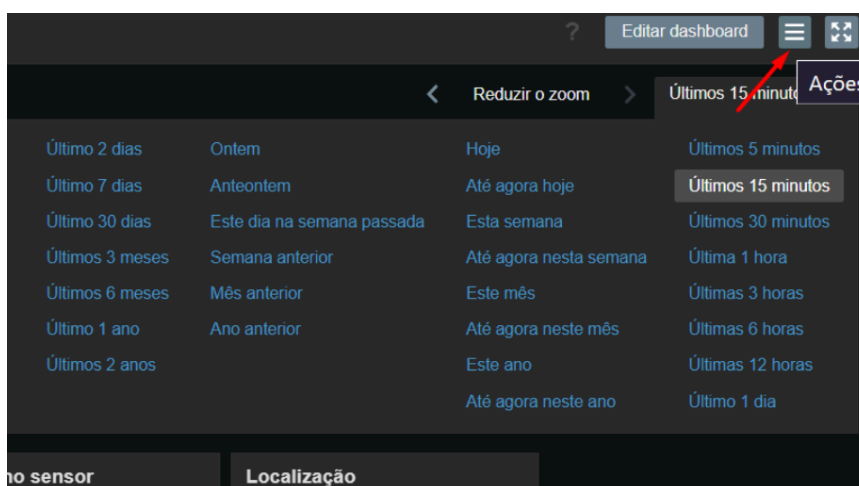 ? Editar dashboard
Ações
Reduzir o zoom Últimos 15 minut
Último 2 dias Ontem Hoje Últimos 5 minutos
Último 7 dias Anteontem Até agora hoje Últimos 15 minutos
Último 30 dias Este dia na semana passada Esta semana Últimos 30 minutos
Últimos 3 meses Semana anterior Até agora nesta semana Última 1 hora
Últimos 6 meses Mês anterior Este mês Últimas 3 horas
Último 1 ano Ano anterior Até agora neste mês Últimas 6 horas
Últimos 2 anos Este ano Últimas 12 horas
Até agora neste ano Último 1 dia
no sensor Localização